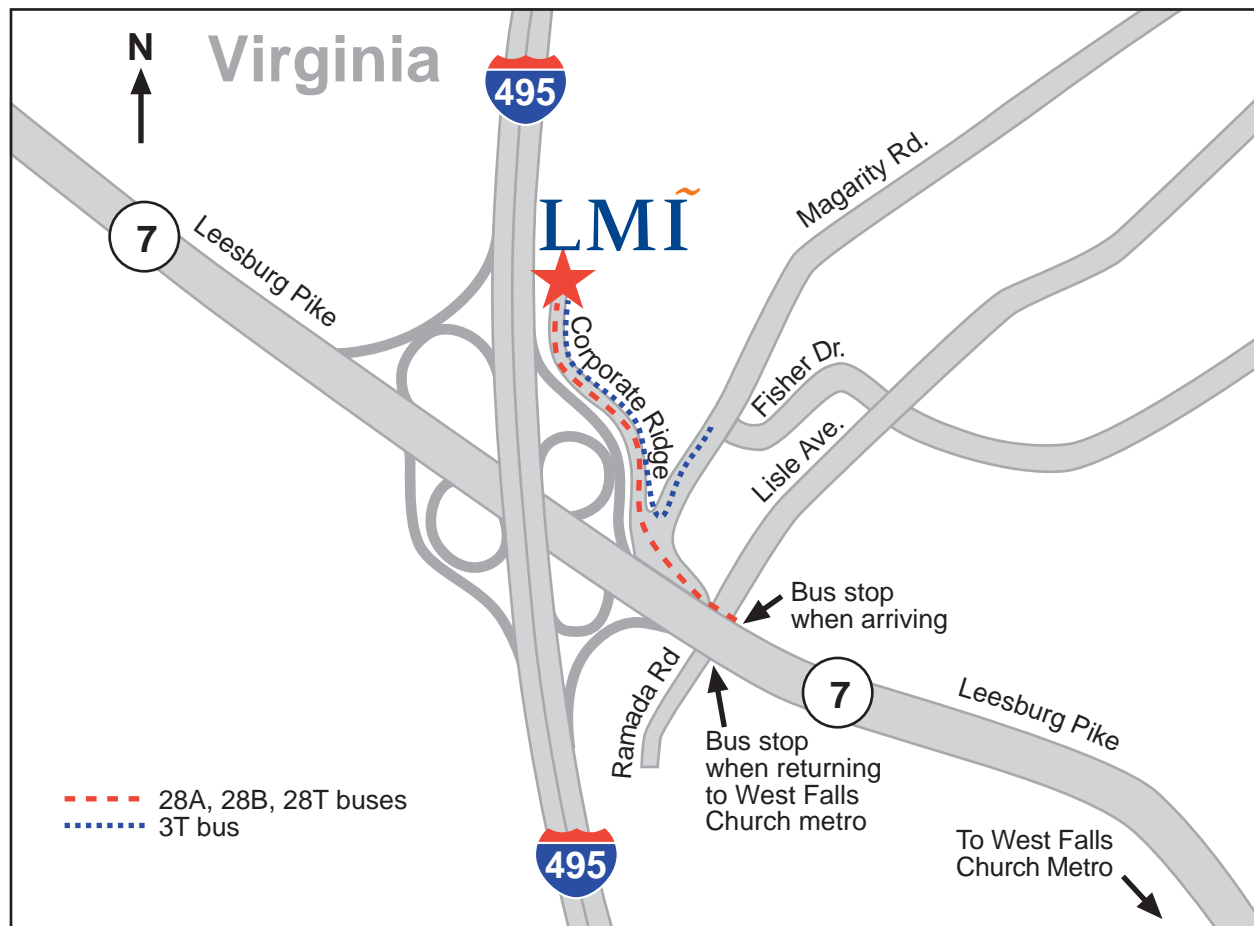 N
Virginia
495
LMI
7
Leesburg Pike
Magarity Rd.
Corporate Ridge
Fisher Dr.
Lisle Ave.
Bus stop
when arriving
Ramada Rd
7
Leesburg Pike
Bus stop
when returning
to West Falls
Church metro
28A, 28B, 28T buses
3T bus
495
To West Falls
Church Metro